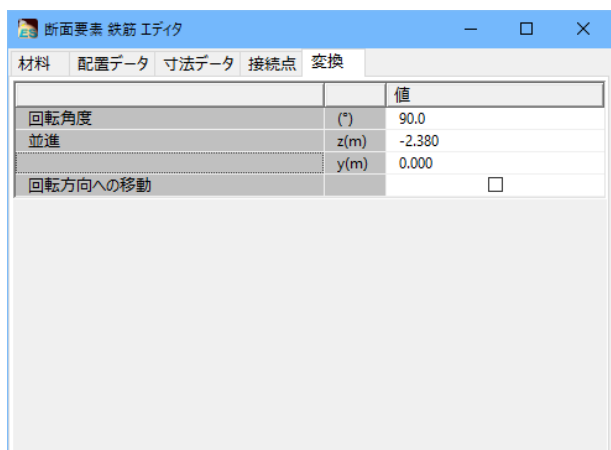 断面要素 鉄筋 エディタ
材料 配置データ 寸法データ 接続点 変換
値
回転角度 (°) 90.0
並進 z(m) -2.380
y(m) 0.000
回転方向への移動